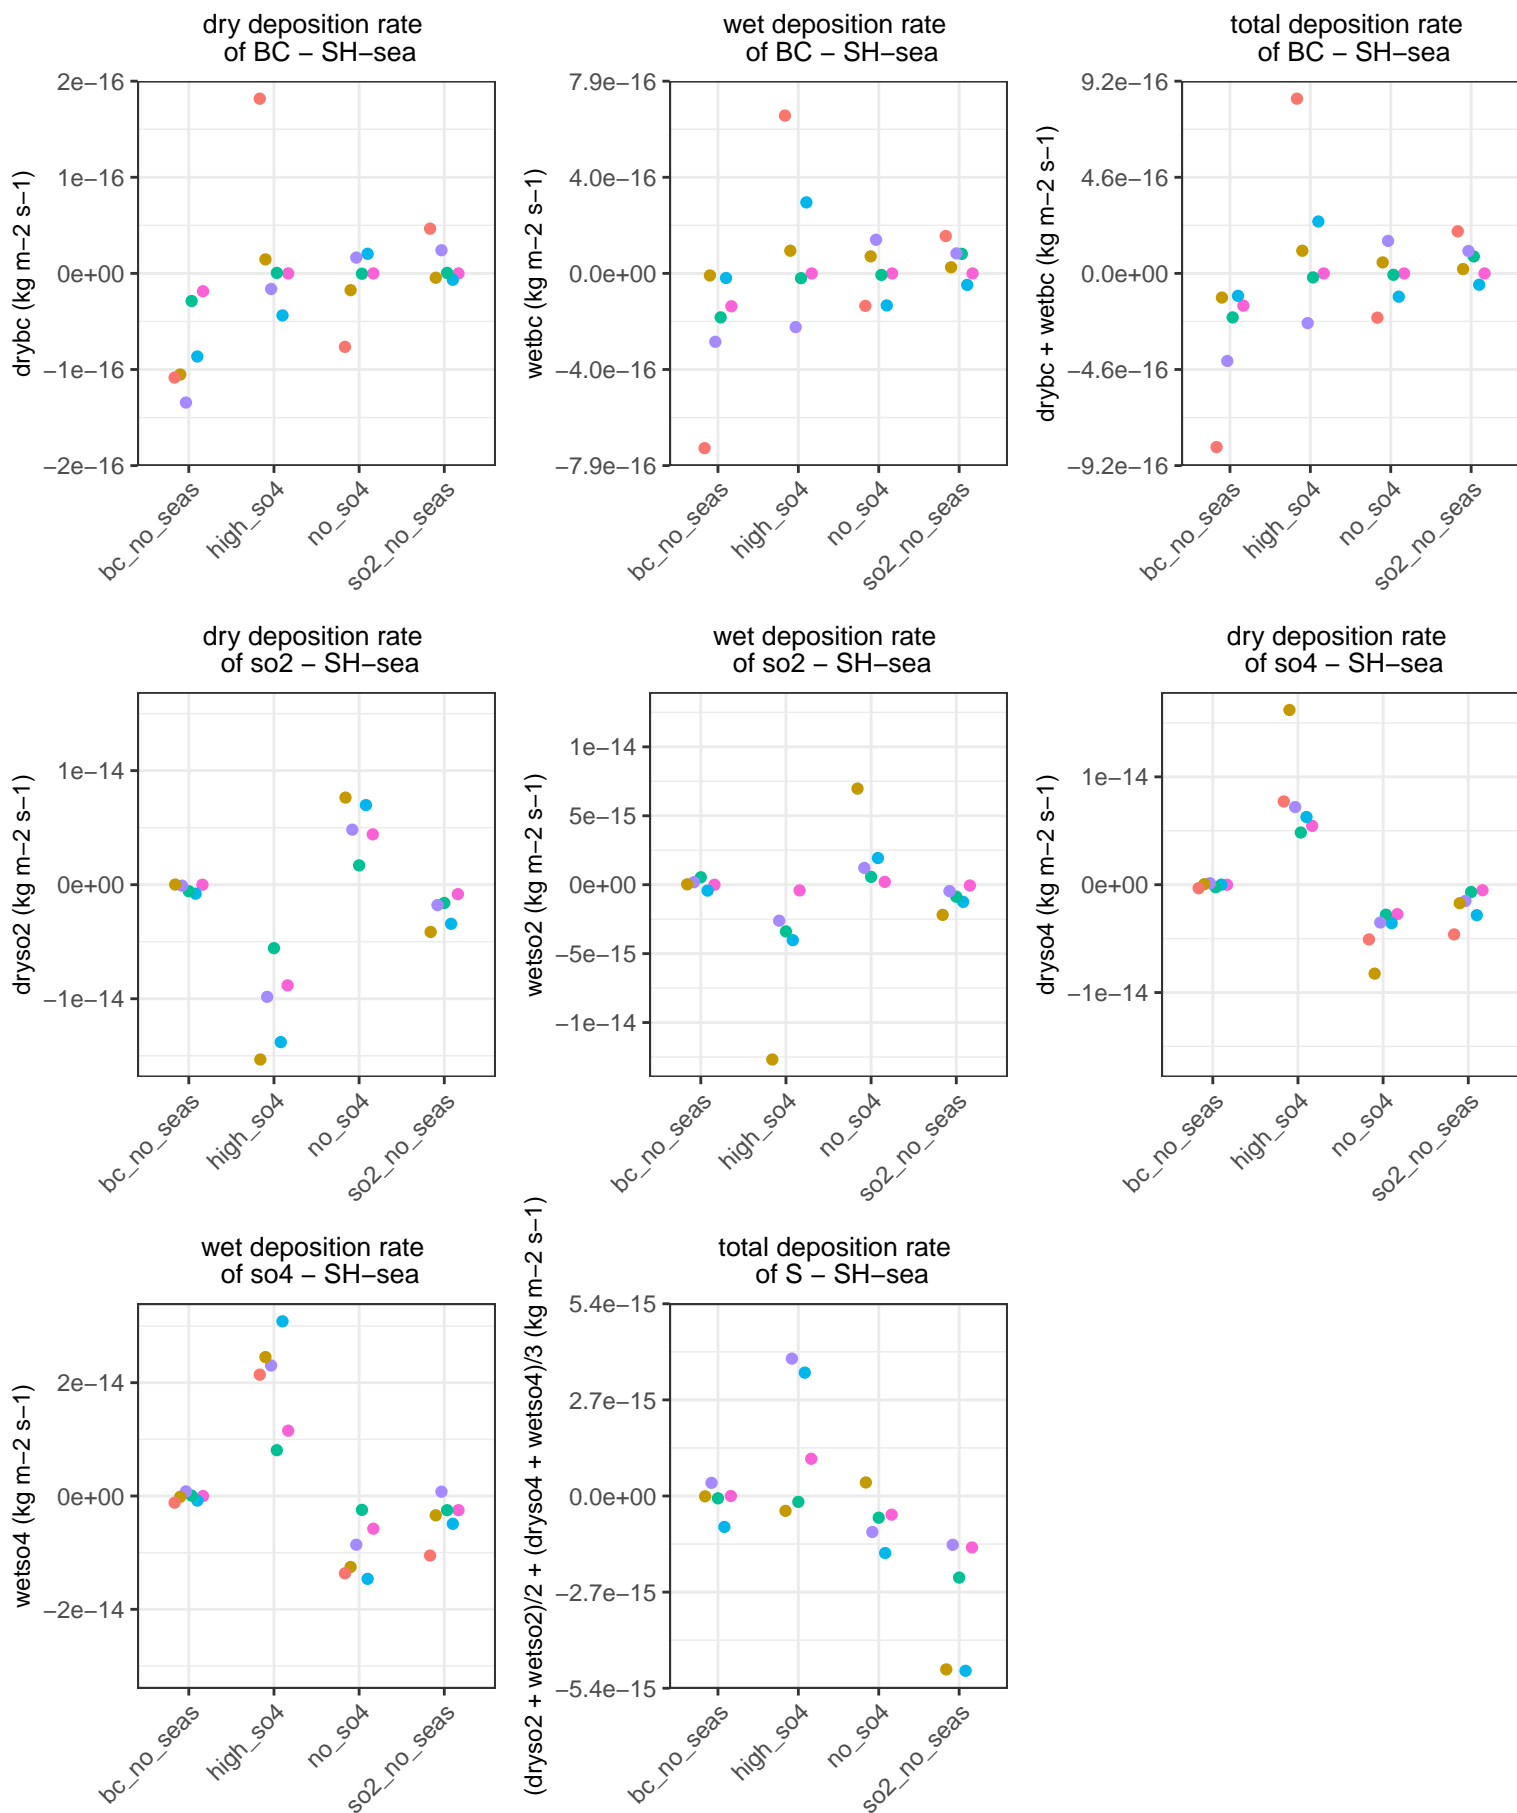 dry deposition rate
of BC − SH−sea
drybc (kg m−2 s−1)
2e−16
1e−16
0e+00
−1e−16
−2e−16
bc_no_seas
high_so4
no_so4
so2_no_seas
wet deposition rate
of BC − SH−sea
wetbc (kg m−2 s−1)
7.9e−16
4.0e−16
0.0e+00
−4.0e−16
−7.9e−16
bc_no_seas
high_so4
no_so4
so2_no_seas
total deposition rate
of BC − SH−sea
drybc + wetbc (kg m−2 s−1)
9.2e−16
4.6e−16
0.0e+00
−4.6e−16
−9.2e−16
bc_no_seas
high_so4
no_so4
so2_no_seas
dry deposition rate
of so2 − SH−sea
dryso2 (kg m−2 s−1)
1e−14
0e+00
−1e−14
bc_no_seas
high_so4
no_so4
so2_no_seas
wet deposition rate
of so2 − SH−sea
wetso2 (kg m−2 s−1)
1e−14
5e−15
0e+00
−5e−15
−1e−14
bc_no_seas
high_so4
no_so4
so2_no_seas
dry deposition rate
of so4 − SH−sea
dryso4 (kg m−2 s−1)
1e−14
0e+00
−1e−14
bc_no_seas
high_so4
no_so4
so2_no_seas
wet deposition rate
of so4 − SH−sea
wetso4 (kg m−2 s−1)
2e−14
0e+00
−2e−14
bc_no_seas
high_so4
no_so4
so2_no_seas
total deposition rate
of S − SH−sea
(dryso2 + wetso2)/2 + (dryso4 + wetso4)/3 (kg m−2 s−1)
5.4e−15
2.7e−15
0.0e+00
−2.7e−15
−5.4e−15
bc_no_seas
high_so4
no_so4
so2_no_seas